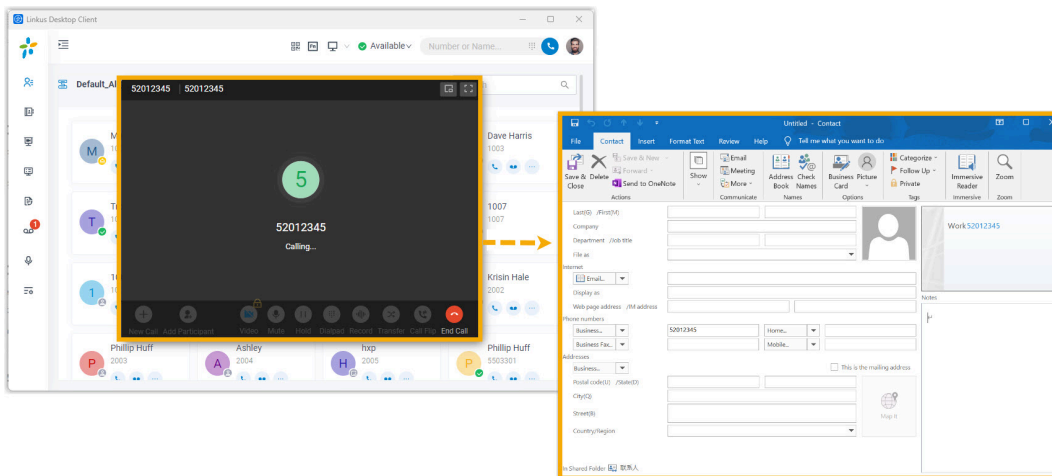 Linkus Desktop Client
Fw
Available
Number or Name...
Default_Al
52012345 52012345
5
52012345
Calling...
New Call Add Participant Video Mute Hold Dialpad Record Transfer Call Flip End Call
M
T
1
Dave Harris
1003
1007
1007
Krisin Hale
2002
P
Phillip Huff
2003
A
Ashley
2004
H
hxp
2005
P
Phillip Huff
5503301
1
Untitled - Contact
File Contact Insert Format Text Review Help Tell me what you want to do
Save & Close
Delete
Save & New
Forward
Send to OneNote
Actions
Show
Email
Meeting
More
Communicate
Address Book
Check Names
Names
Business Card
Picture
Options
Categorize
Follow Up
Private
Tags
Immersive Reader
Immersive
Zoom
Zoom
Last(G) /First(M)
Company
Department /Job title
File as
Internet
Email...
Display as
Web page address /IM address
Phone numbers
Business... 52012345 Home...
Business Fac... Mobile...
Addresses
Business... This is the mailing address
Postal code(U) /State(D)
City(Q)
Street(B)
Country/Region
Map It
Work 52012345
Notes
In Shared Folder 联系人